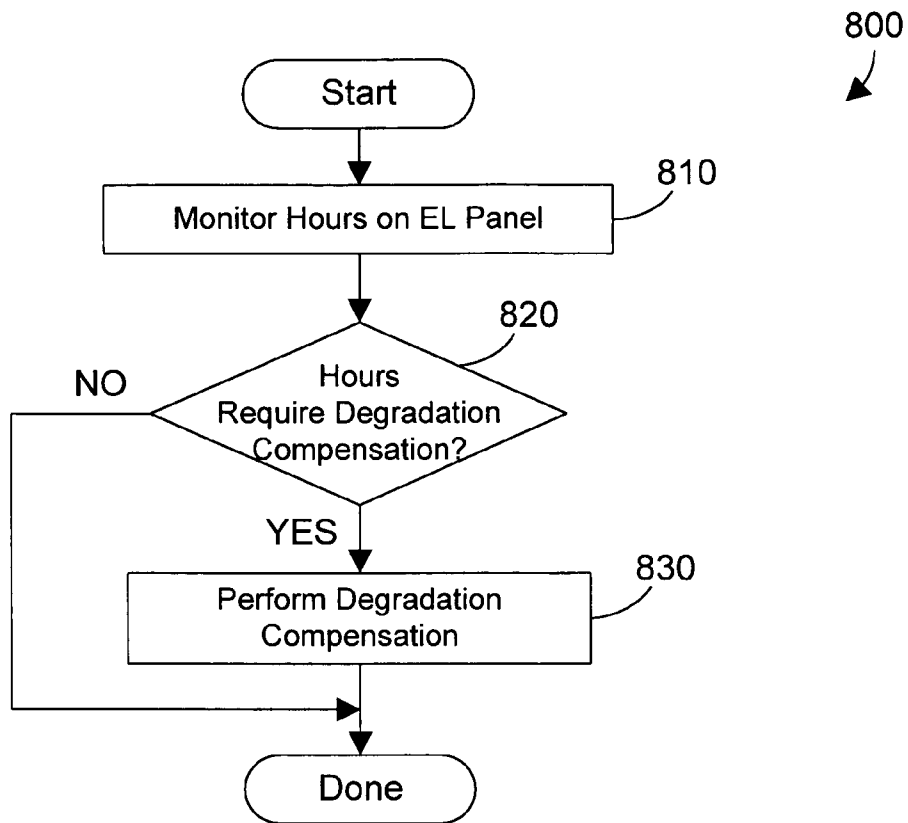 800
Start
810
Monitor Hours on EL Panel
820
NO
Hours
Require Degradation
Compensation?
YES
830
Perform Degradation
Compensation
Done